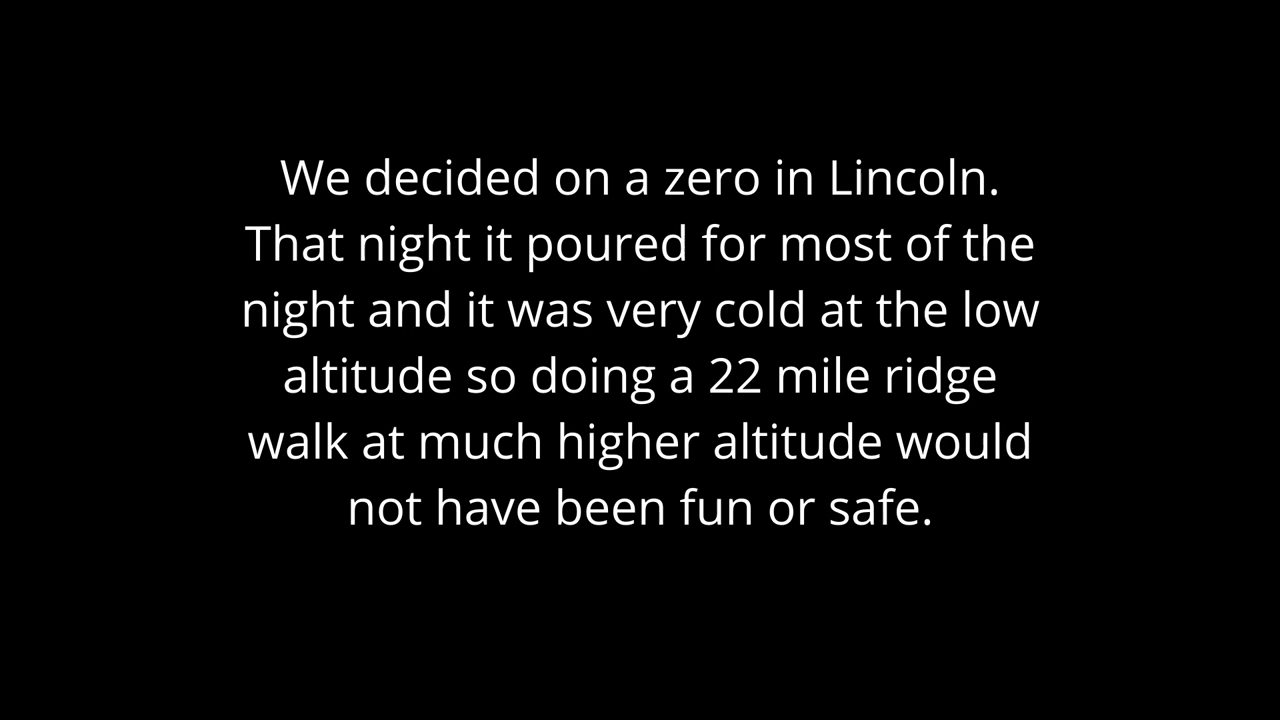 We decided on a zero in Lincoln.
That night it poured for most of the
night and it was very cold at the low
altitude so doing a 22 mile ridge
walk at much higher altitude would
not have been fun or safe.